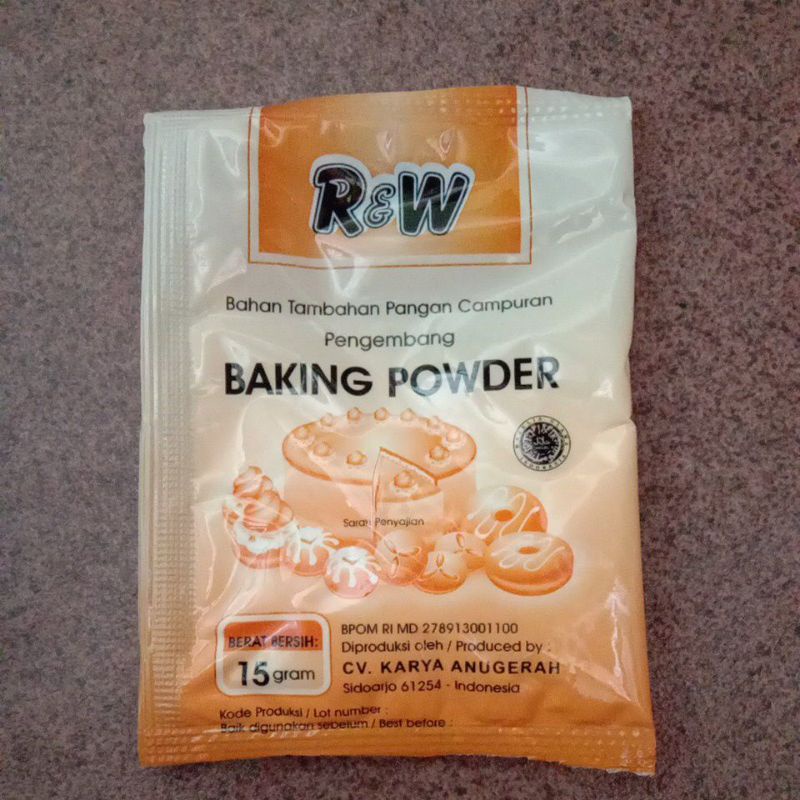 R&W
Bahan Tambahan Pangan Campuran
Pengembang
BAKING POWDER
Saran Penyajian
BERAT BERSIH:
15 gram
BPOM RI MD 278913001100
Diproduksi oleh / Produced by :
CV. KARYA ANUGERAH
Sidoarjo 61254 - Indonesia
Kode Produksi / Lot number :
Baik digunakan sebelum / Best before :